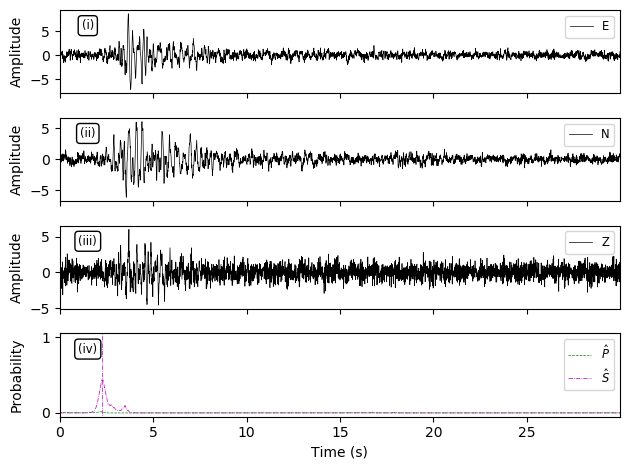 5
0
−5
Amplitude
(i)
E
5
0
−5
Amplitude
(ii)
N
5
0
−5
Amplitude
(iii)
Z
1
0
Probability
(iv)
P̂
Ŝ
0 5 10 15 20 25
Time (s)